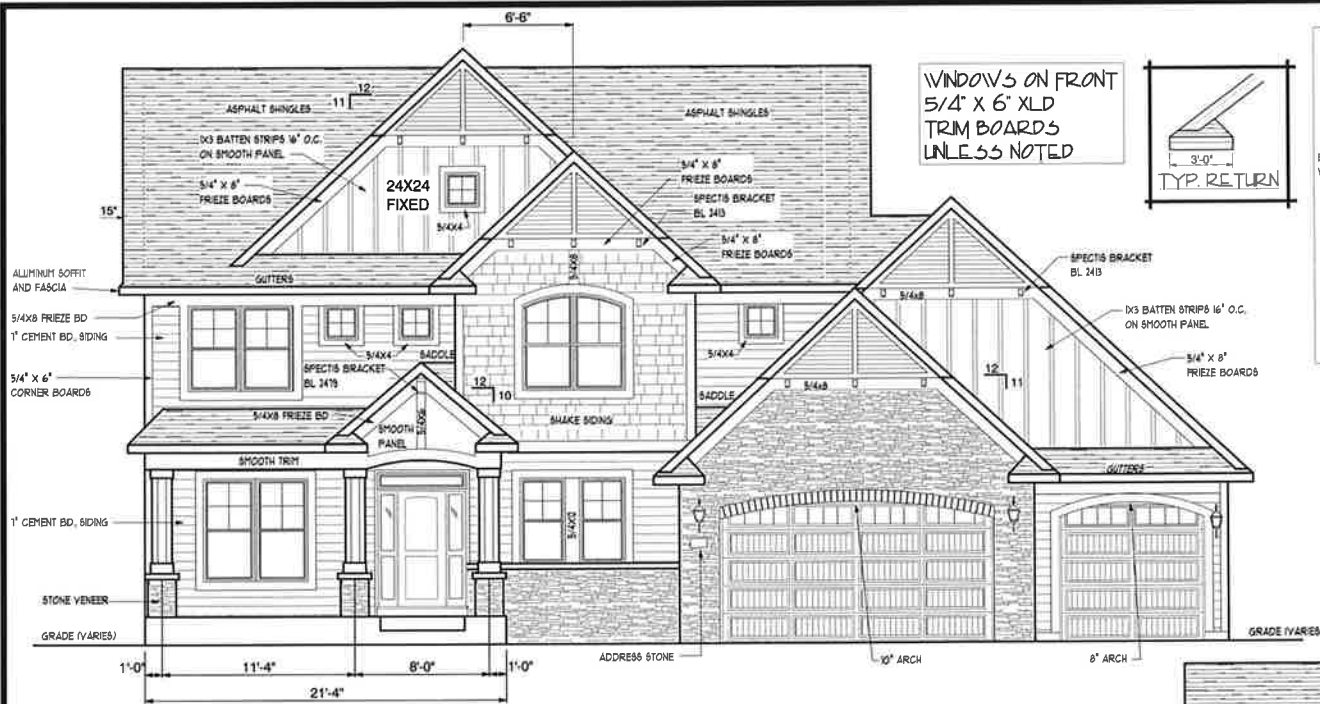 6'-6"
WINDOWS ON FRONT
5/4" X 6" XLD
TRIM BOARDS
UNLESS NOTED
3'-0"
TYP. RETURN
ASPHALT SHINGLES
12
11
ASPHALT SHINGLES
1X3 BATTEN STRIPS 16" O.C.
ON SMOOTH PANEL
5/4" X 8"
FRIEZE BOARDS
24X24
FIXED
5/4X4
5/4" X 8"
FRIEZE BOARDS
SPECTIS BRACKET
BL 2413
5/4" X 8"
FRIEZE BOARDS
15"
5/4X8
ALUMINUM SOFFIT
AND FASCIA
GUTTERS
SPECTIS BRACKET
BL 2413
5/4x8
5/4X8 FRIEZE BD
7" CEMENT BD. SIDING
1X3 BATTEN STRIPS 16" O.C.
ON SMOOTH PANEL
5/4X4
SADDLE
5/4X4
5/4" X 8"
FRIEZE BOARDS
5/4" X 6"
CORNER BOARDS
SPECTIS BRACKET
BL 2479
12
10
12
11
5/4x8
SADDLE
5/4X8 FRIEZE BD
SMOOTH
PANEL
SHAKE SIDING
SMOOTH TRIM
GUTTERS
7" CEMENT BD. SIDING
5/4X12
STONE VENEER
GRADE (VARIES)
GRADE (VARIES)
ADDRESS STONE
10" ARCH
8" ARCH
1'-0"
11'-4"
8'-0"
1'-0"
21'-4"